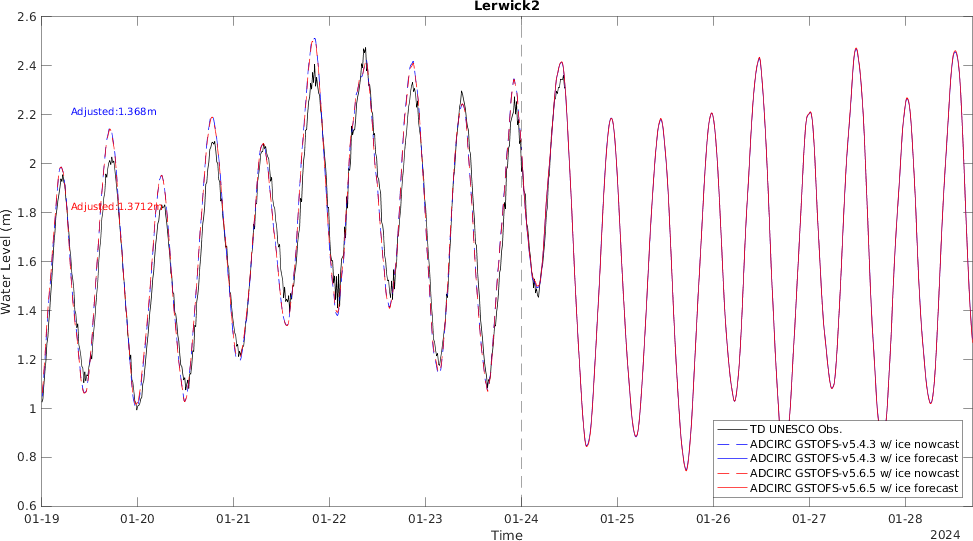 Lerwick2
2.6
2.4
2.2
2
1.8
1.6
1.4
1.2
1
0.8
0.6
Water Level (m)
Adjusted:1.368m
Adjusted:1.3712m
TD UNESCO Obs.
ADCIRC GSTOFS-v5.4.3 w/ ice nowcast
ADCIRC GSTOFS-v5.4.3 w/ ice forecast
ADCIRC GSTOFS-v5.6.5 w/ ice nowcast
ADCIRC GSTOFS-v5.6.5 w/ ice forecast
01-19 01-20 01-21 01-22 01-23 01-24 01-25 01-26 01-27 01-28
Time
2024